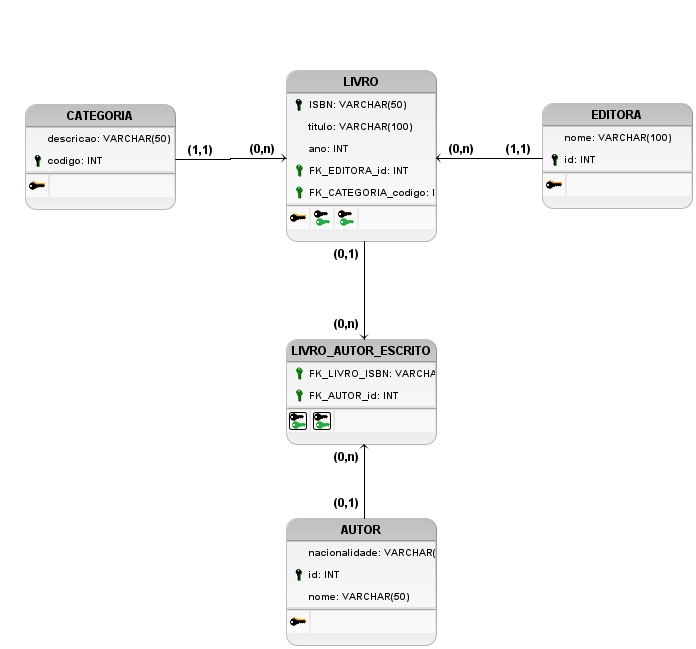 LIVRO
ISBN: VARCHAR(50)
titulo: VARCHAR(100)
ano: INT
FK_EDITORA_id: INT
FK_CATEGORIA_codigo: I
CATEGORIA
descricao: VARCHAR(50)
codigo: INT
(1,1)
(0,n)
EDITORA
nome: VARCHAR(100)
id: INT
(0,n)
(1,1)
(0,1)
(0,n)
LIVRO_AUTOR_ESCRITO
FK_LIVRO_ISBN: VARCHA
FK_AUTOR_id: INT
(0,n)
(0,1)
AUTOR
nacionalidade: VARCHAR(
id: INT
nome: VARCHAR(50)